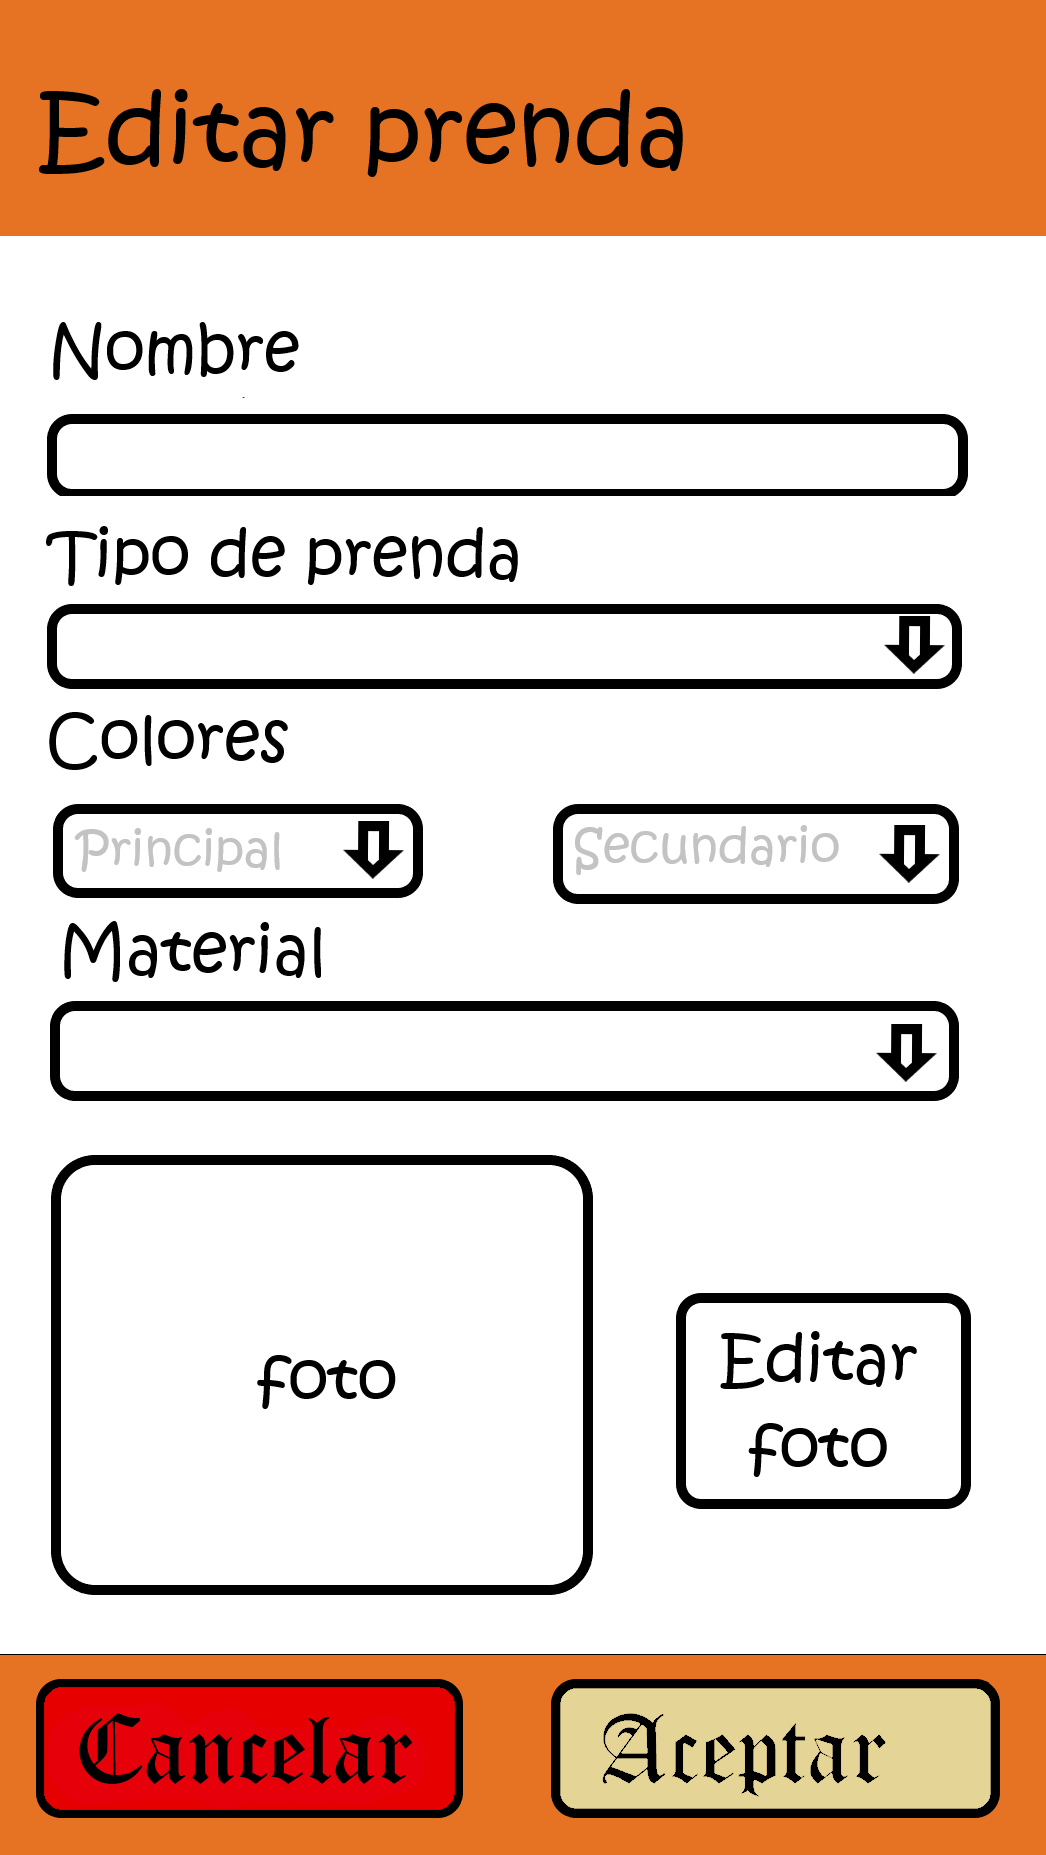 Editar prenda
Nombre
Tipo de prenda
Colores
Principal
Secundario
Material
foto
Editar
foto
Cancelar
Aceptar